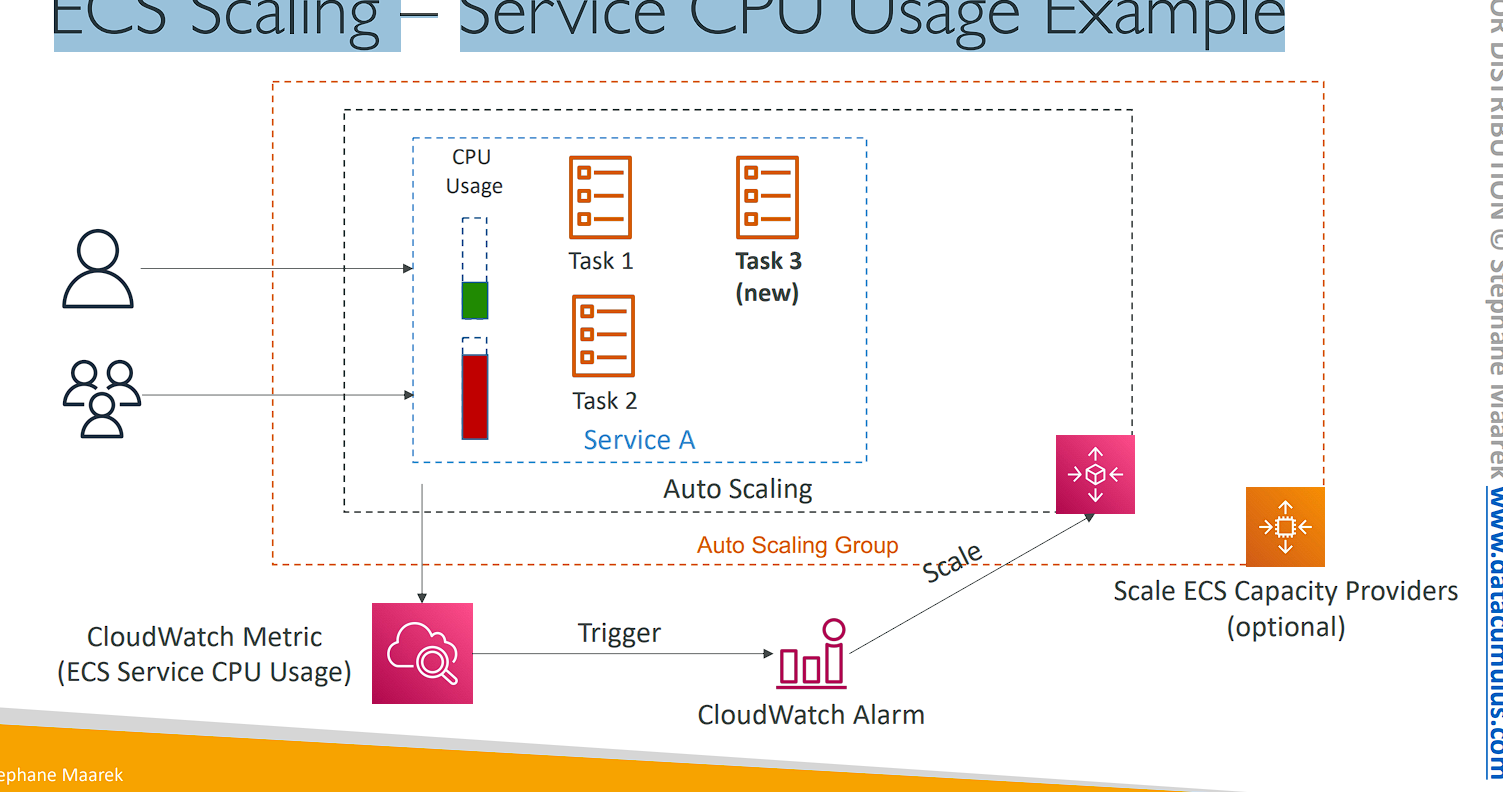 ECS Scaling – Service CPU Usage Example
CPU
Usage
Task 1
Task 3
(new)
Task 2
Service A
Auto Scaling
Auto Scaling Group
Scale
Scale ECS Capacity Providers
(optional)
CloudWatch Metric
(ECS Service CPU Usage)
Trigger
CloudWatch Alarm
ephane Maarek
OR DISTRIBUTION © Stephane Maarek www.datacumulus.com